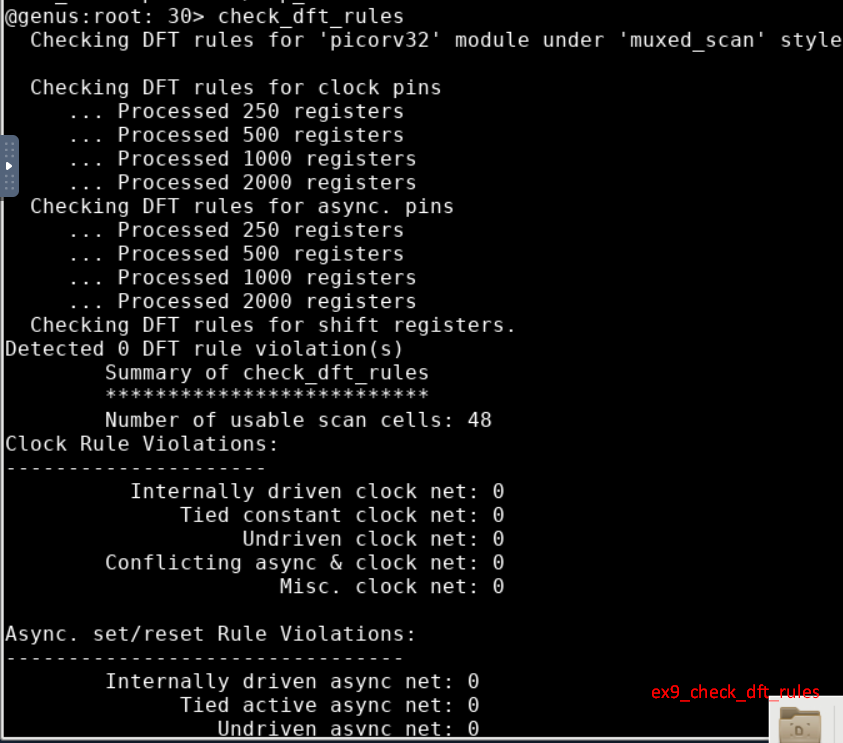 @genus:root: 30> check_dft_rules
Checking DFT rules for 'picorv32' module under 'muxed_scan' style
Checking DFT rules for clock pins
... Processed 250 registers
... Processed 500 registers
... Processed 1000 registers
... Processed 2000 registers
Checking DFT rules for async. pins
... Processed 250 registers
... Processed 500 registers
... Processed 1000 registers
... Processed 2000 registers
Checking DFT rules for shift registers.
Detected 0 DFT rule violation(s)
Summary of check_dft_rules
**************************
Number of usable scan cells: 48
Clock Rule Violations:
---------------------
Internally driven clock net: 0
Tied constant clock net: 0
Undriven clock net: 0
Conflicting async & clock net: 0
Misc. clock net: 0
Async. set/reset Rule Violations:
--------------------------------
Internally driven async net: 0
Tied active async net: 0
Undriven async net: 0
ex9_check_dft_rules
D